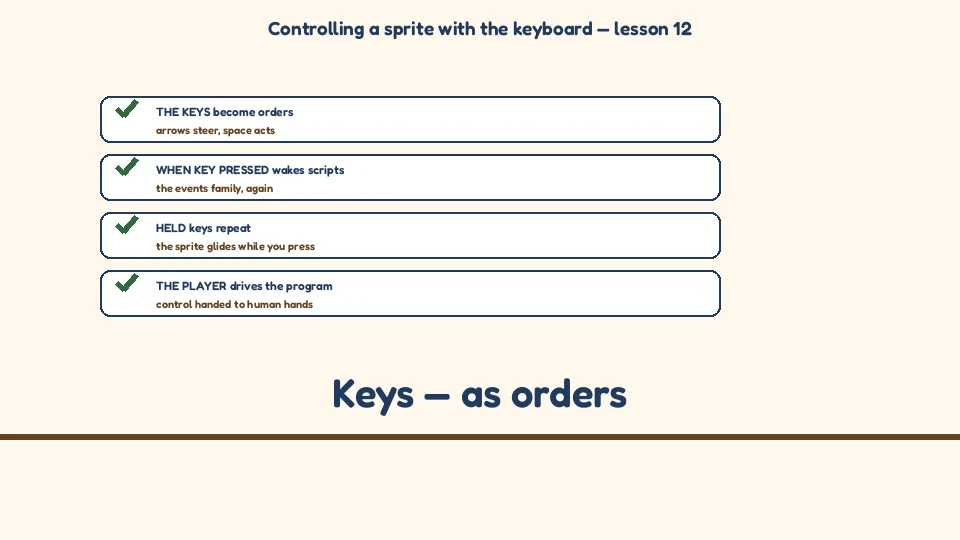 Controlling a sprite with the keyboard — lesson 12
THE KEYS become orders
arrows steer, space acts
WHEN KEY PRESSED wakes scripts
the events family, again
HELD keys repeat
the sprite glides while you press
THE PLAYER drives the program
control handed to human hands
Keys — as orders